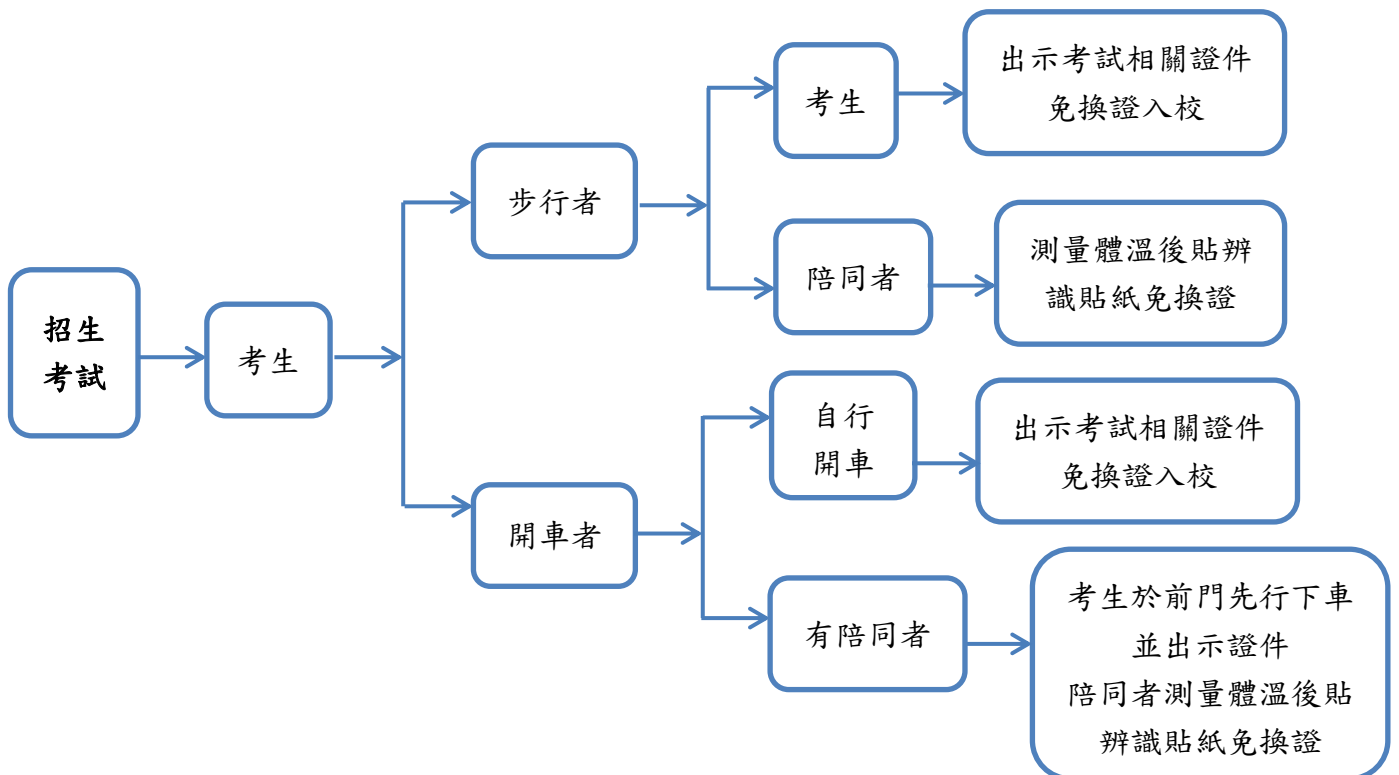 招生
考試
考生
步行者
考生
出示考試相關證件
免換證入校
陪同者
測量體溫後貼辨
識貼紙免換證
開車者
自行
開車
出示考試相關證件
免換證入校
有陪同者
考生於前門先行下車
並出示證件
陪同者測量體溫後貼
辨識貼紙免換證